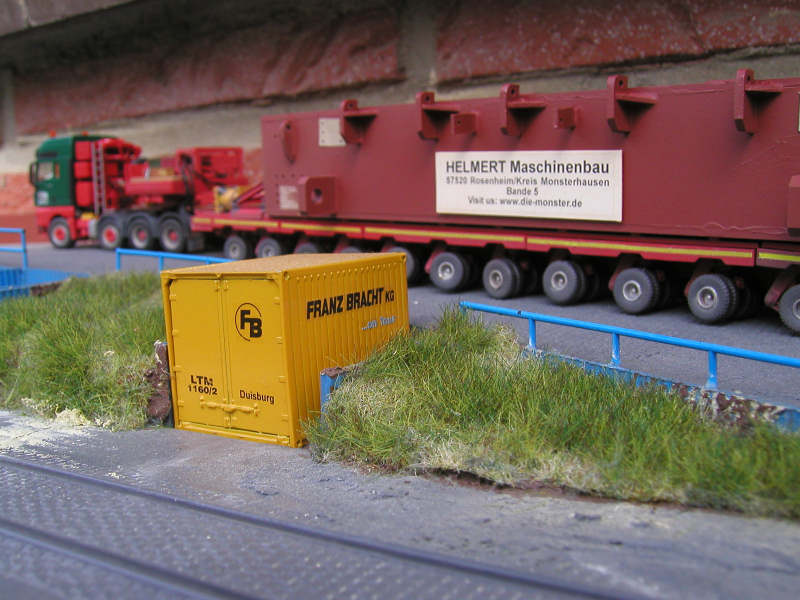 HELMERT Maschinenbau
87520 Rosenheim/Kreis Monsterhausen
Bande 5
Visit us: www.die-monster.de
FRANZ BRACHT KG
FB
LTM
1160/2
Duisburg